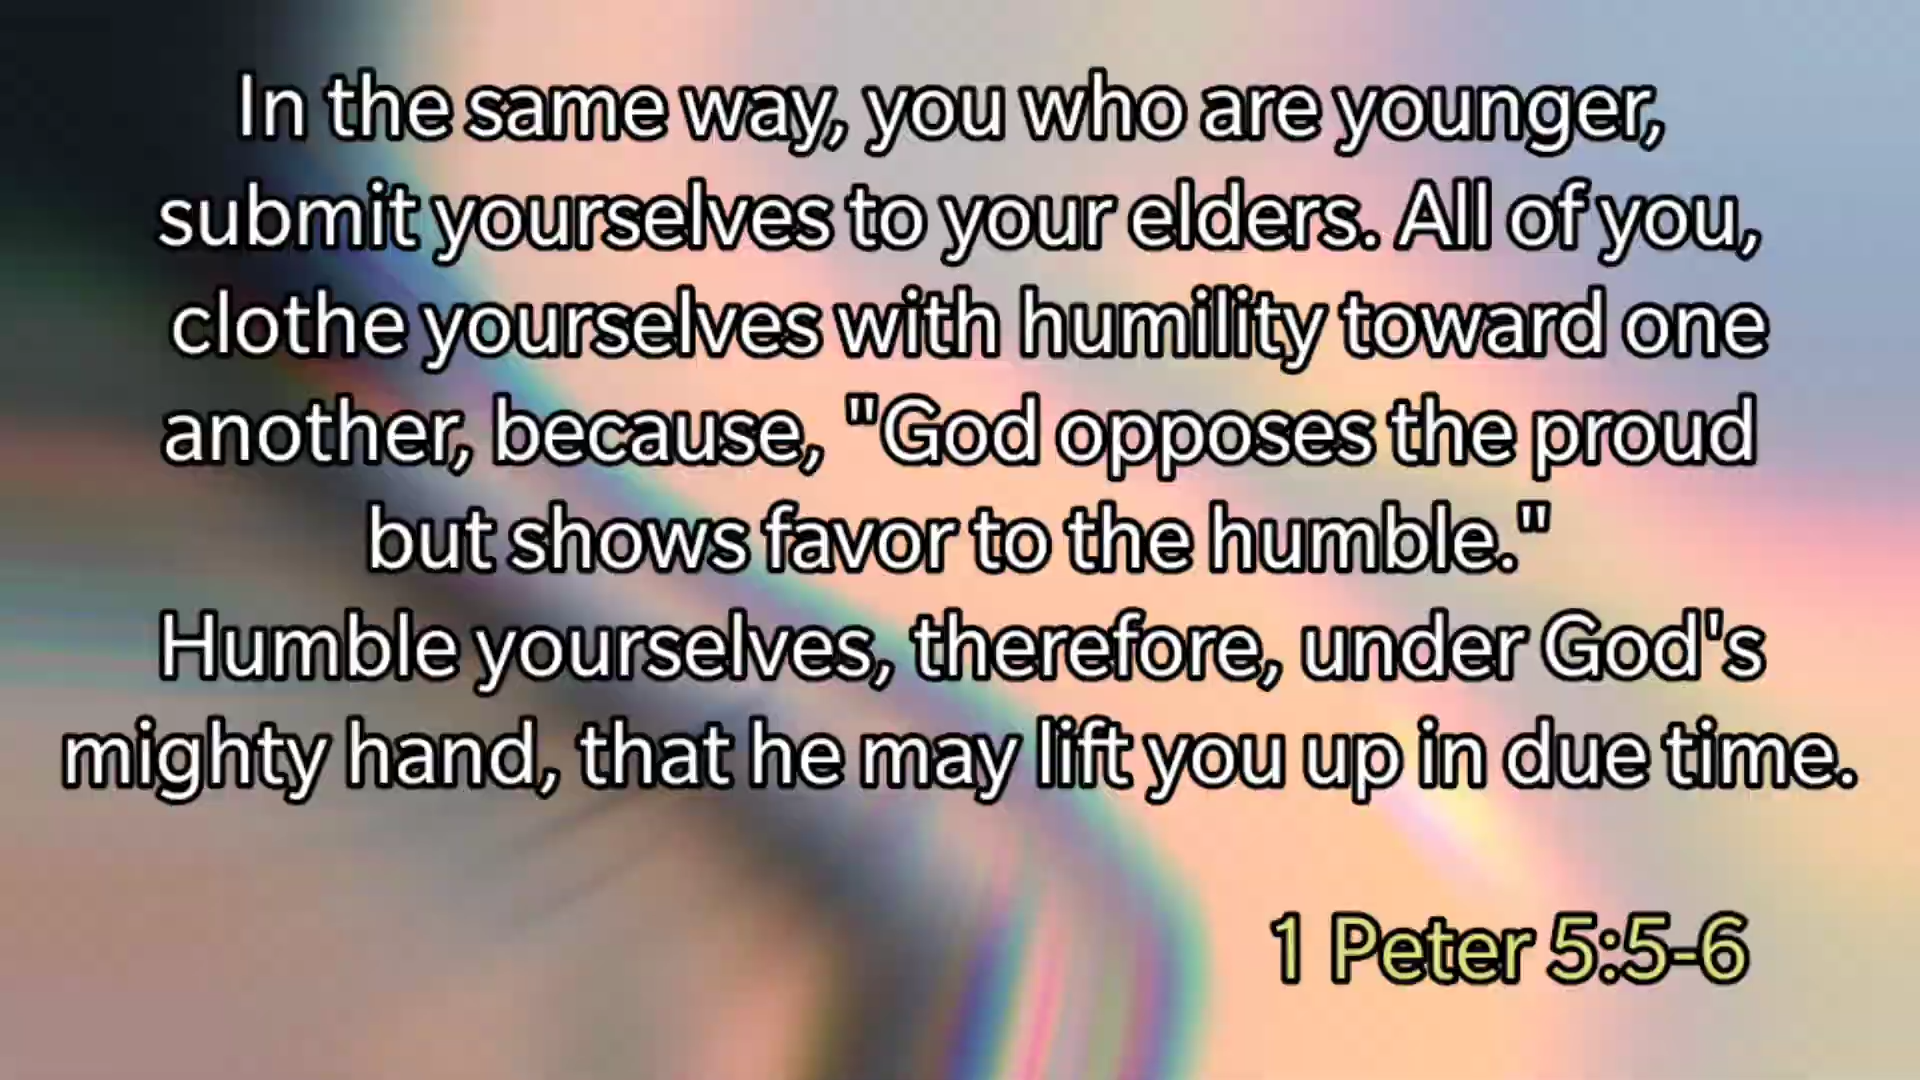 In the same way, you who are younger,
submit yourselves to your elders. All of you,
clothe yourselves with humility toward one
another, because, "God opposes the proud
but shows favor to the humble."
Humble yourselves, therefore, under God's
mighty hand, that he may lift you up in due time.
1 Peter 5:5-6